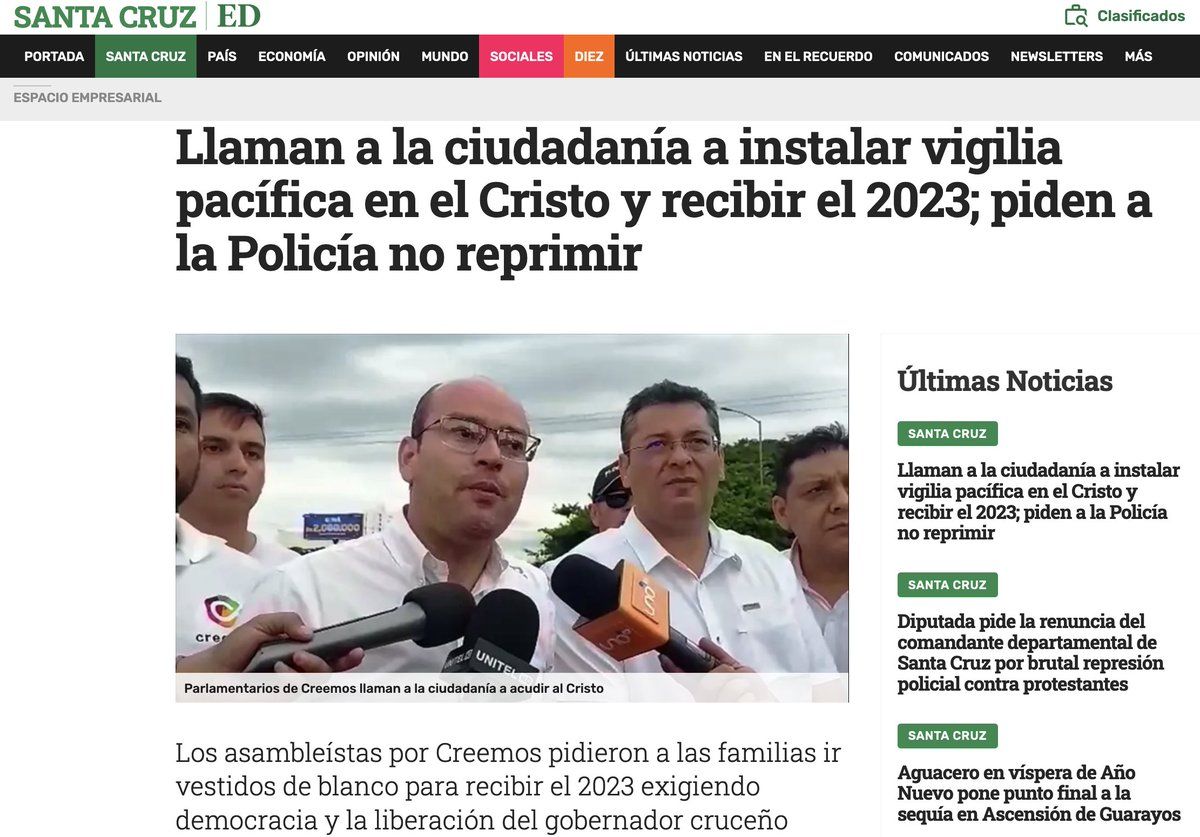 SANTA CRUZ ED
Clasificados
PORTADA SANTA CRUZ PAÍS ECONOMÍA OPINIÓN MUNDO SOCIALES DIEZ ÚLTIMAS NOTICIAS EN EL RECUERDO COMUNICADOS NEWSLETTERS MÁS
ESPACIO EMPRESARIAL
Llaman a la ciudadanía a instalar vigilia
pacífica en el Cristo y recibir el 2023; piden a
la Policía no reprimir
2.000.000
cree
UNITEL
UNITEL
uno
uno
Parlamentarios de Creemos llaman a la ciudadanía a acudir al Cristo
Los asambleístas por Creemos pidieron a las familias ir
vestidos de blanco para recibir el 2023 exigiendo
democracia y la liberación del gobernador cruceño
Últimas Noticias
SANTA CRUZ
Llaman a la ciudadanía a instalar
vigilia pacífica en el Cristo y
recibir el 2023; piden a la Policía
no reprimir
SANTA CRUZ
Diputada pide la renuncia del
comandante departamental de
Santa Cruz por brutal represión
policial contra protestantes
SANTA CRUZ
Aguacero en víspera de Año
Nuevo pone punto final a la
sequía en Ascensión de Guarayos